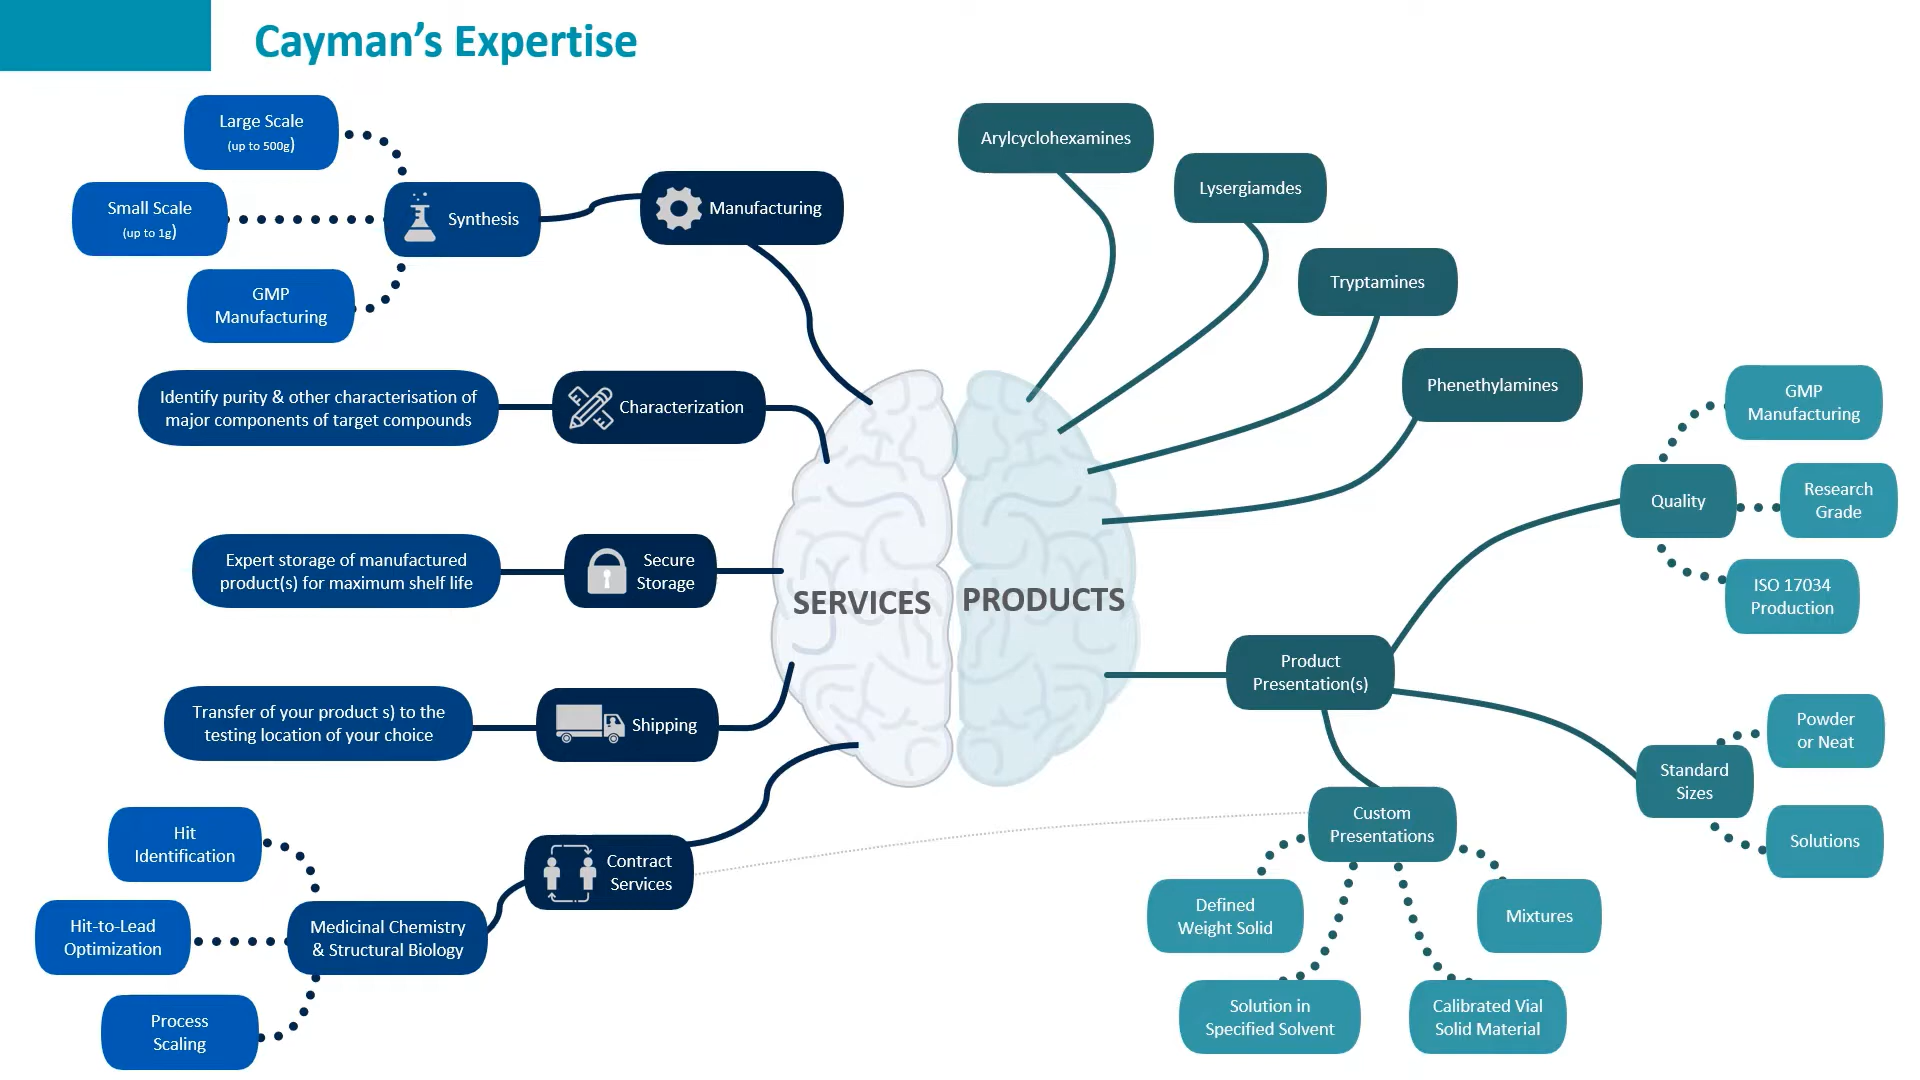 Cayman’s Expertise
Large Scale
(up to 500g)
Small Scale
(up to 1g)
GMP
Manufacturing
Synthesis
Manufacturing
Identify purity & other characterisation of
major components of target compounds
Characterization
Expert storage of manufactured
product(s) for maximum shelf life
Secure
Storage
Transfer of your product s) to the
testing location of your choice
Shipping
Hit
Identification
Hit-to-Lead
Optimization
Process
Scaling
Medicinal Chemistry
& Structural Biology
Contract
Services
SERVICES
PRODUCTS
Arylcyclohexamines
Lysergiamdes
Tryptamines
Phenethylamines
Product
Presentation(s)
Quality
GMP
Manufacturing
Research
Grade
ISO 17034
Production
Standard
Sizes
Powder
or Neat
Solutions
Custom
Presentations
Defined
Weight Solid
Solution in
Specified Solvent
Calibrated Vial
Solid Material
Mixtures